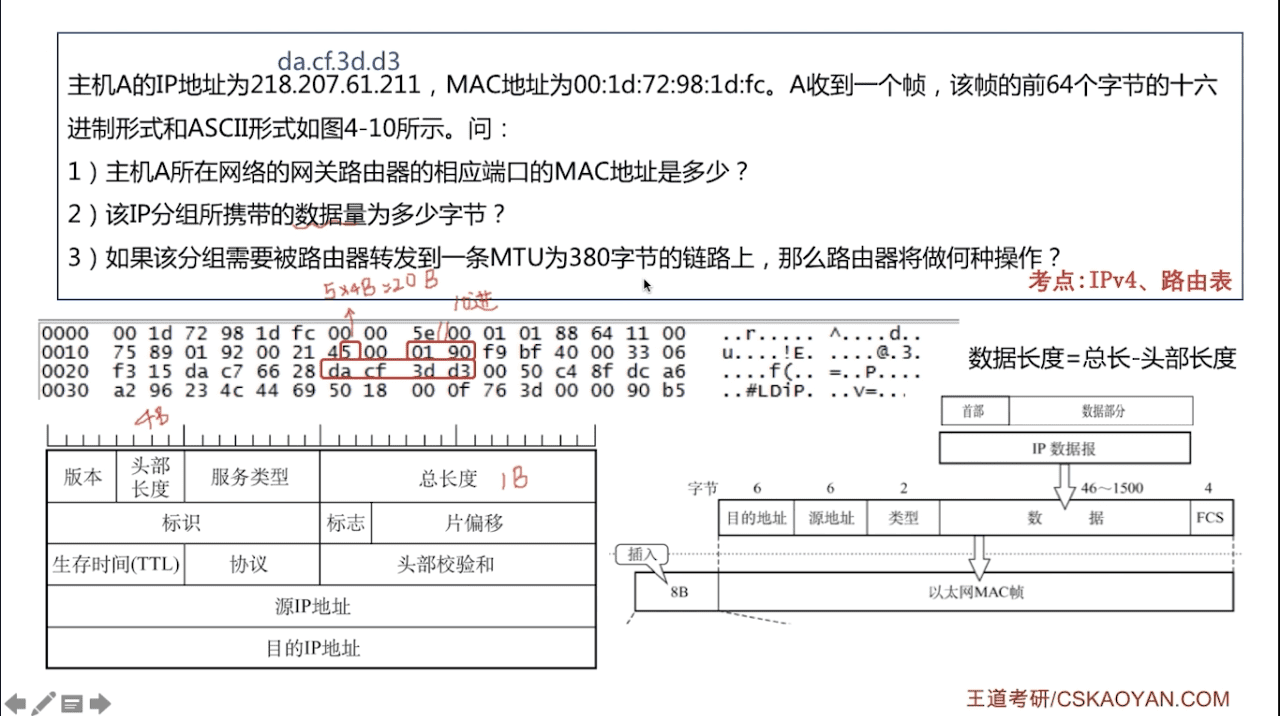 da.cf.3d.d3
主机A的IP地址为218.207.61.211，MAC地址为00:1d:72:98:1d:fc。A收到一个帧，该帧的前64个字节的十六
进制形式和ASCII形式如图4-10所示。问：
1）主机A所在网络的网关路由器的相应端口的MAC地址是多少？
2）该IP分组所携带的数据量为多少字节？
3）如果该分组需要被路由器转发到一条MTU为380字节的链路上，那么路由器将做何种操作？
考点:IPv4、路由表
5×4B=20B
10进
0000 00 1d 72 98 1d fc 00 00 5e 00 01 01 88 64 11 00 ..r..... ^....d..
0010 75 89 01 92 00 21 45 00 01 90 f9 bf 40 00 33 06 u....!E. ....@.3.
0020 f3 15 da c7 66 28 da cf 3d d3 00 50 c4 8f dc a6 ....f(.. =..P....
0030 a2 96 23 4c 44 69 50 18 00 0f 76 3d 00 00 90 b5 ..#LDiP. ..v=...
数据长度=总长-头部长度
4B
版本
头部
长度
服务类型
总长度 1B
标识
标志
片偏移
生存时间(TTL)
协议
头部校验和
源IP地址
目的IP地址
首部
数据部分
IP 数据报
字节 6 6 2 46～1500 4
目的地址 源地址 类型 数 据 FCS
插入
8B
以太网MAC帧
王道考研/CSKAOYAN.COM